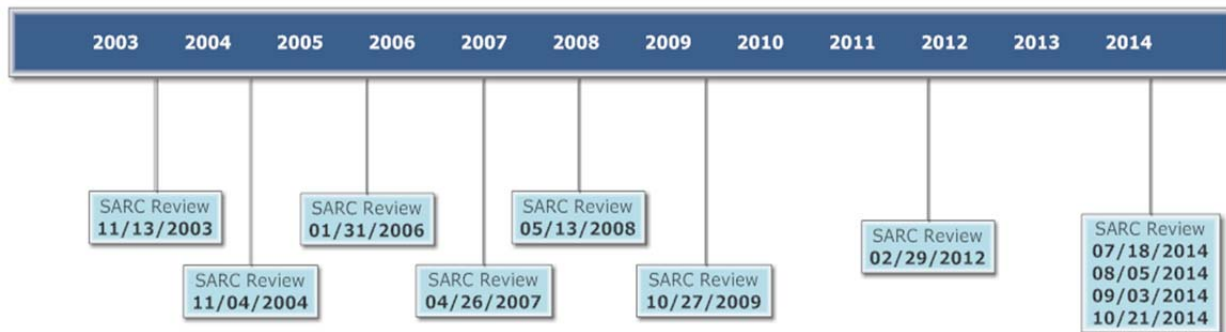 2003 2004 2005 2006 2007 2008 2009 2010 2011 2012 2013 2014
SARC Review
11/13/2003
SARC Review
11/04/2004
SARC Review
01/31/2006
SARC Review
04/26/2007
SARC Review
05/13/2008
SARC Review
10/27/2009
SARC Review
02/29/2012
SARC Review
07/18/2014
08/05/2014
09/03/2014
10/21/2014